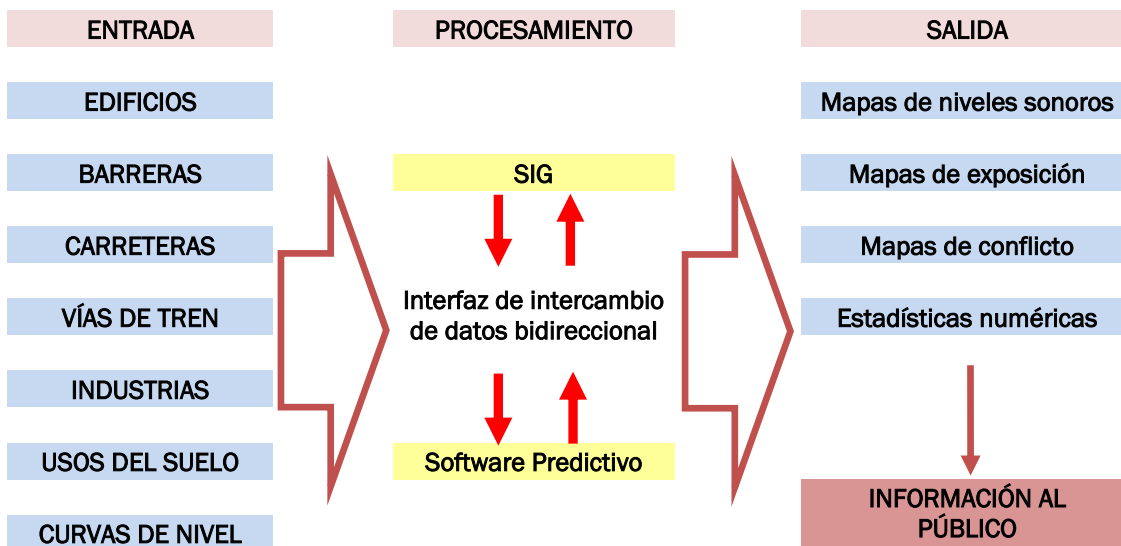 ENTRADA
EDIFICIOS
BARRERAS
CARRETERAS
VÍAS DE TREN
INDUSTRIAS
USOS DEL SUELO
CURVAS DE NIVEL
PROCESAMIENTO
SIG
Interfaz de intercambio
de datos bidireccional
Software Predictivo
SALIDA
Mapas de niveles sonoros
Mapas de exposición
Mapas de conflicto
Estadísticas numéricas
INFORMACIÓN AL
PÚBLICO